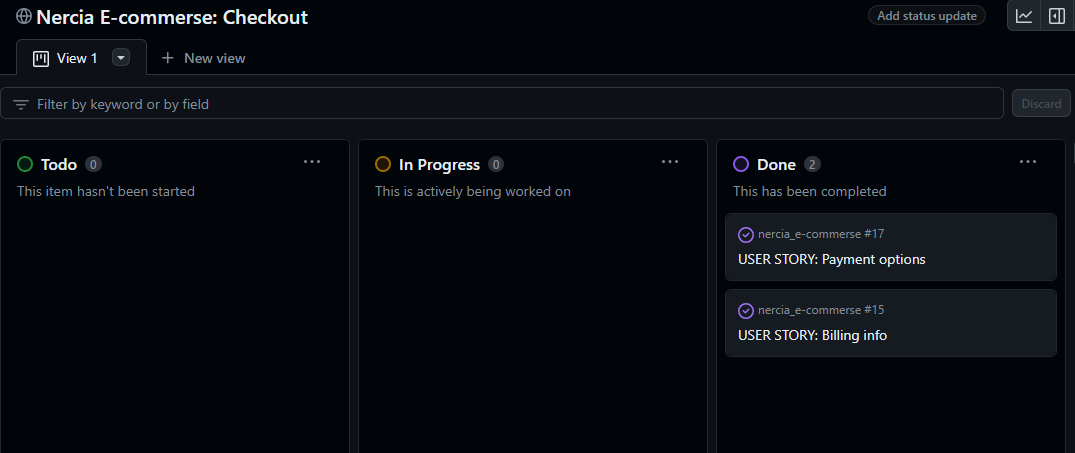 Nercia E-commerse: Checkout
Add status update
View 1
New view
Filter by keyword or by field
Discard
Todo 0
This item hasn't been started
In Progress 0
This is actively being worked on
Done 2
This has been completed
nercia_e-commerse #17
USER STORY: Payment options
nercia_e-commerse #15
USER STORY: Billing info